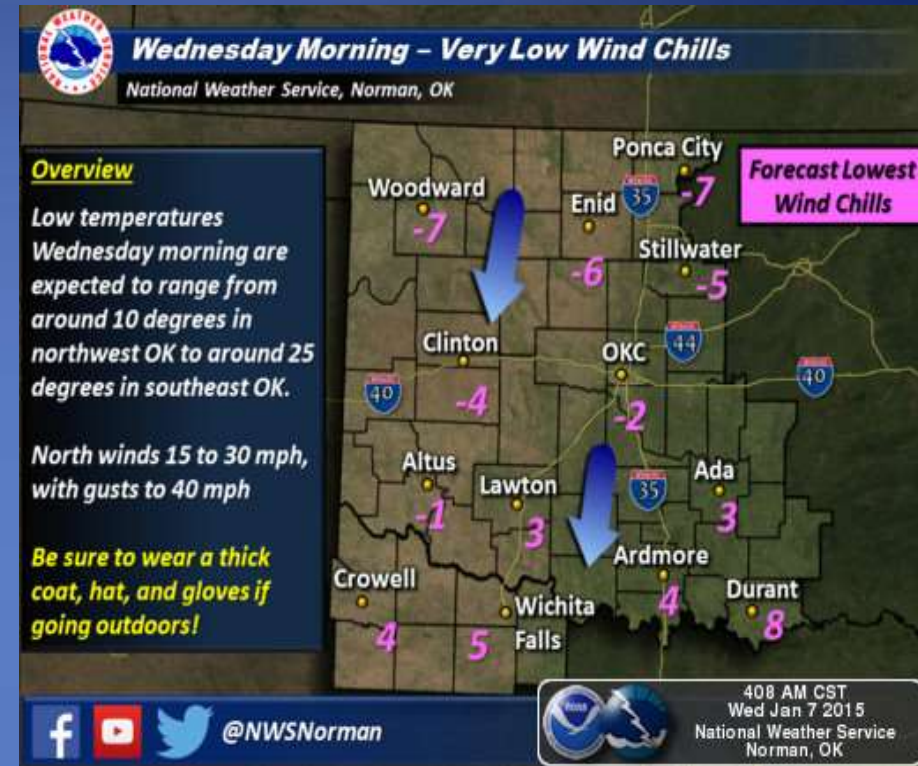 NATIONAL WEATHER SERVICE
Wednesday Morning – Very Low Wind Chills
National Weather Service, Norman, OK
Overview
Low temperatures
Wednesday morning are
expected to range from
around 10 degrees in
northwest OK to around 25
degrees in southeast OK.
North winds 15 to 30 mph,
with gusts to 40 mph
Be sure to wear a thick
coat, hat, and gloves if
going outdoors!
Forecast Lowest
Wind Chills
Ponca City
-7
35
Woodward
-7
Enid
-6
Stillwater
-5
Clinton
-4
OKC
-2
44
40
40
Altus
-1
Lawton
3
35
Ada
3
Crowell
4
Wichita
Falls
5
Ardmore
4
Durant
8
@NWSNorman
408 AM CST
Wed Jan 7 2015
National Weather Service
Norman, OK